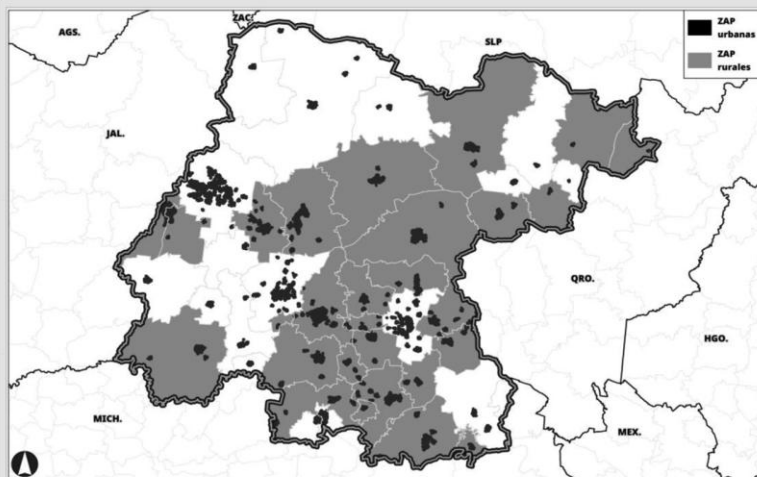 AGS.
ZAC.
SLP
ZAP
urbanas
ZAP
rurales
JAL.
QRO.
HGO.
MICH.
MEX.